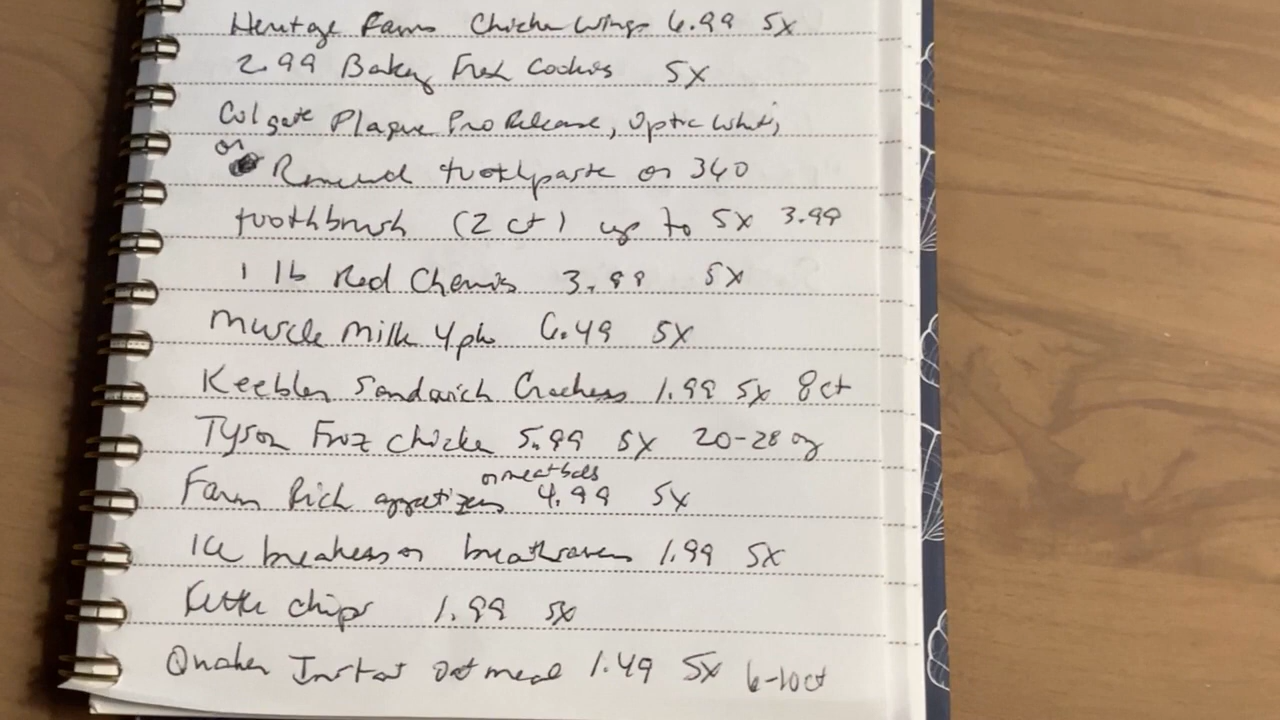 Heritage Farms Chicken Wings 6.99 5x
2.99 Bakery Fresh Cookies 5x
Colgate Plaque Pro Release, Optic White,
or Renewal toothpaste or 360
toothbrush (2 ct) up to 5x 3.99
1 lb Red Cherries 3.99 5x
Muscle Milk 4pk 6.49 5x
Keebler Sandwich Crackers 1.99 5x 8ct
Tyson Froz chicken 5.99 5x 20-28 oz
or meatballs
Farm Rich appetizers 4.99 5x
Ice breakers or breathsavers 1.99 5x
Kettle chips 1.99 5x
Quaker Instant oatmeal 1.49 5x 6-10ct